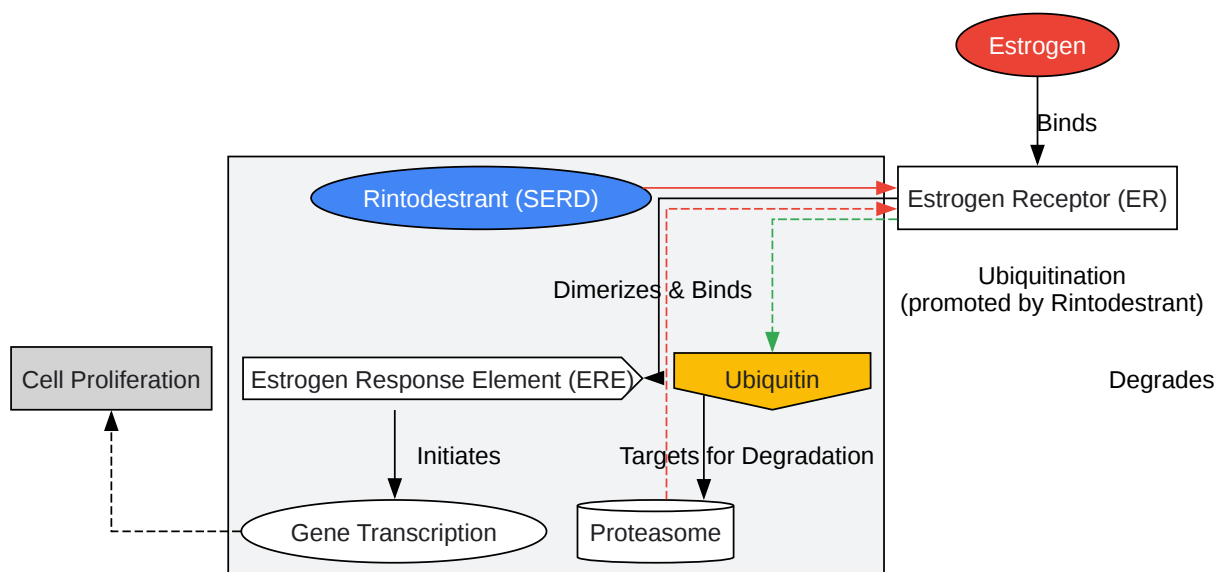 Estrogen
Binds
Rintodestrant (SERD)
Estrogen Receptor (ER)
Dimerizes & Binds
Ubiquitination
(promoted by Rintodestrant)
Cell Proliferation
Estrogen Response Element (ERE)
Ubiquitin
Degrades
Initiates
Targets for Degradation
Gene Transcription
Proteasome